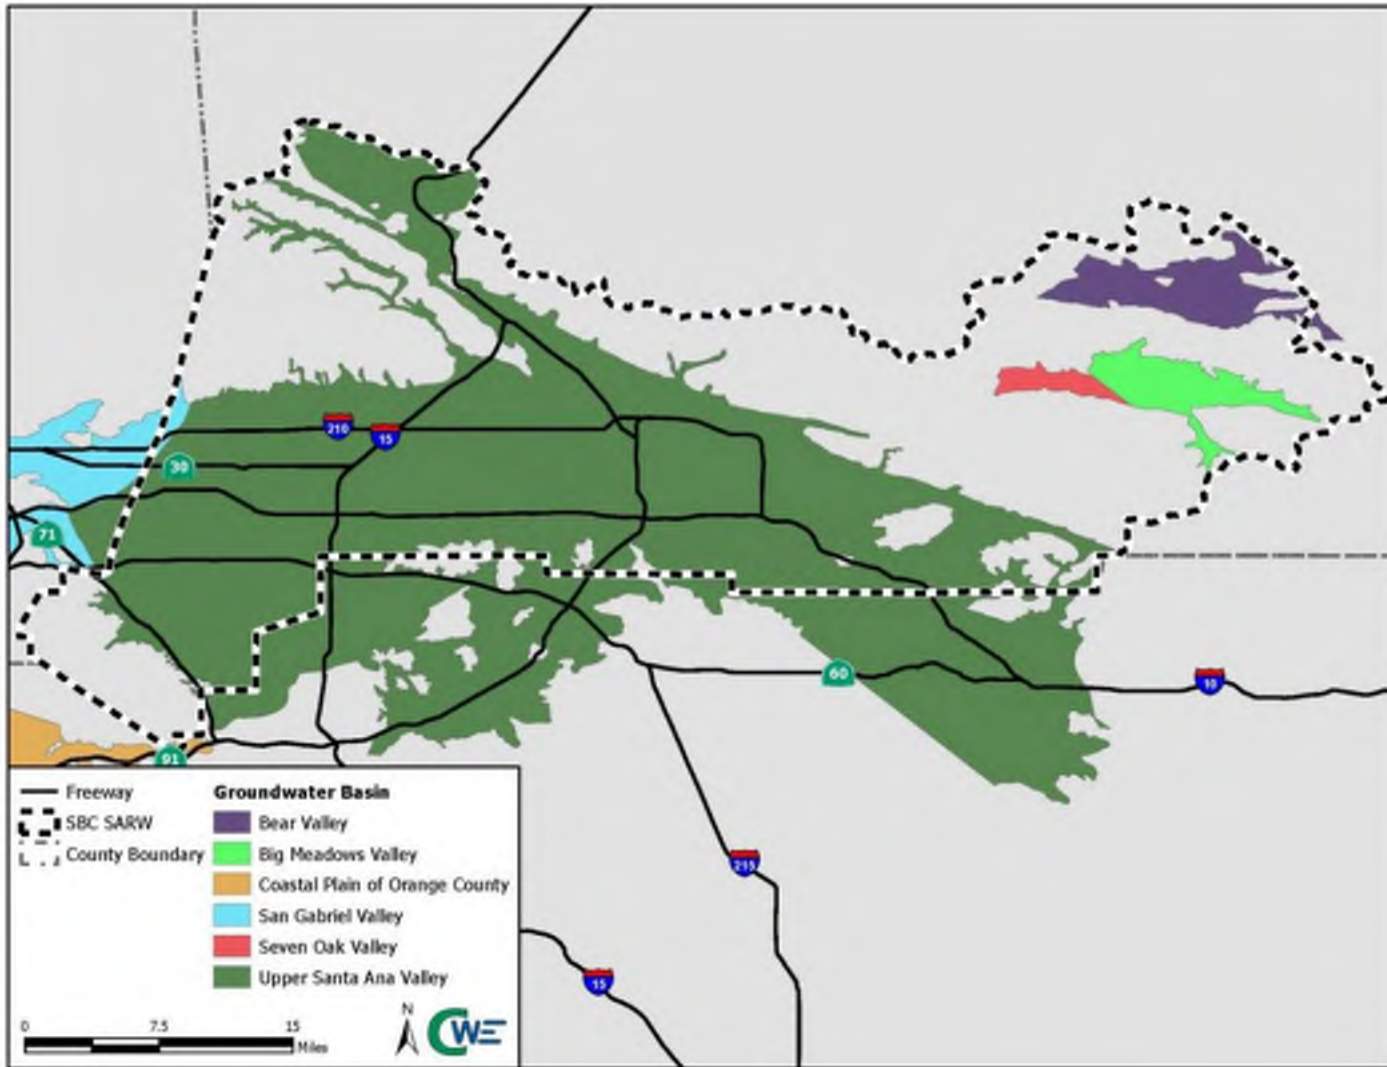 210
15
30
71
60
10
91
Freeway
SBC SARW
County Boundary
Groundwater Basin
Bear Valley
Big Meadows Valley
Coastal Plain of Orange County
San Gabriel Valley
Seven Oak Valley
Upper Santa Ana Valley
215
15
0 7.5 15
Miles
N
CWE